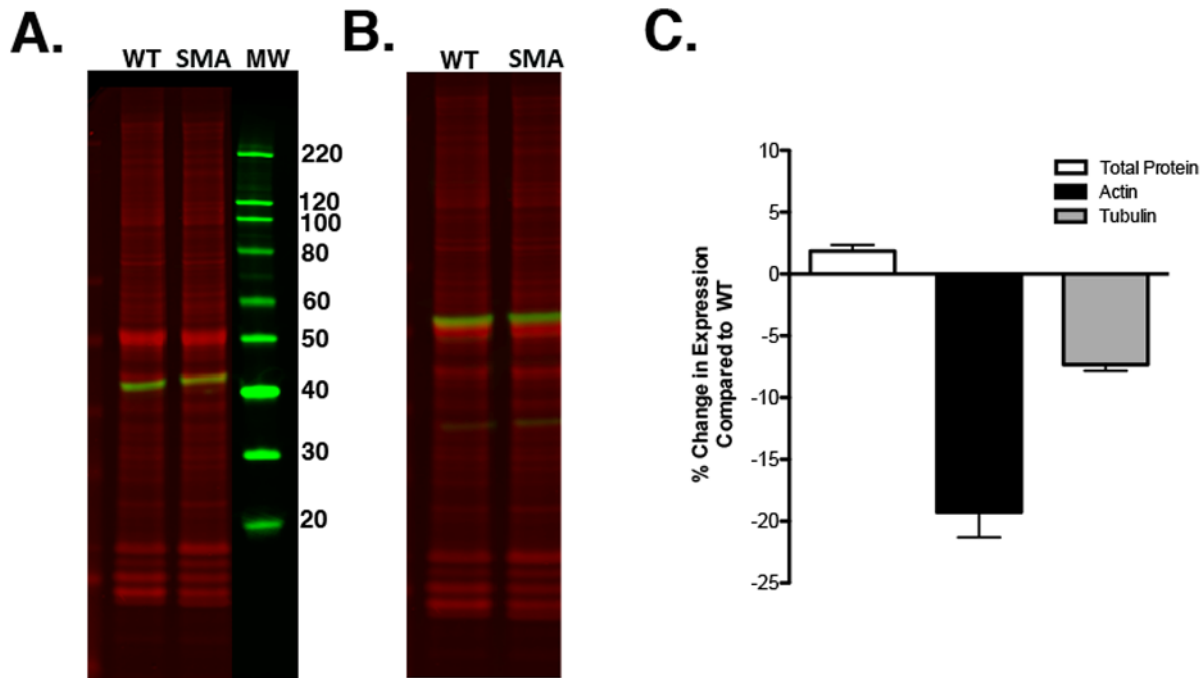 A.
WT SMA MW
220
120
100
80
60
50
40
30
20
B.
WT SMA
C.
% Change in Expression
Compared to WT
10
5
0
-5
-10
-15
-20
-25
Total Protein
Actin
Tubulin